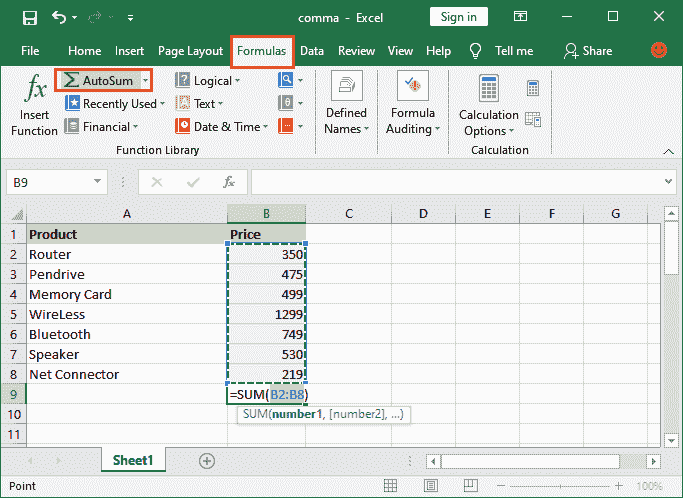 comma - Excel
Sign in
File Home Insert Page Layout Formulas Data Review View Help Tell me Share
fx Σ AutoSum Logical
Recently Used Text θ
Financial Date & Time
Insert Function
Defined Names
Formula Auditing
Calculation Options
Function Library
Calculation
B9 fx
A B C D E F G
1 Product Price
2 Router 350
3 Pendrive 475
4 Memory Card 499
5 WireLess 1299
6 Bluetooth 749
7 Speaker 530
8 Net Connector 219
9 =SUM(B2:B8)
10 SUM(number1, [number2], ...)
11
Sheet1
Point 100%